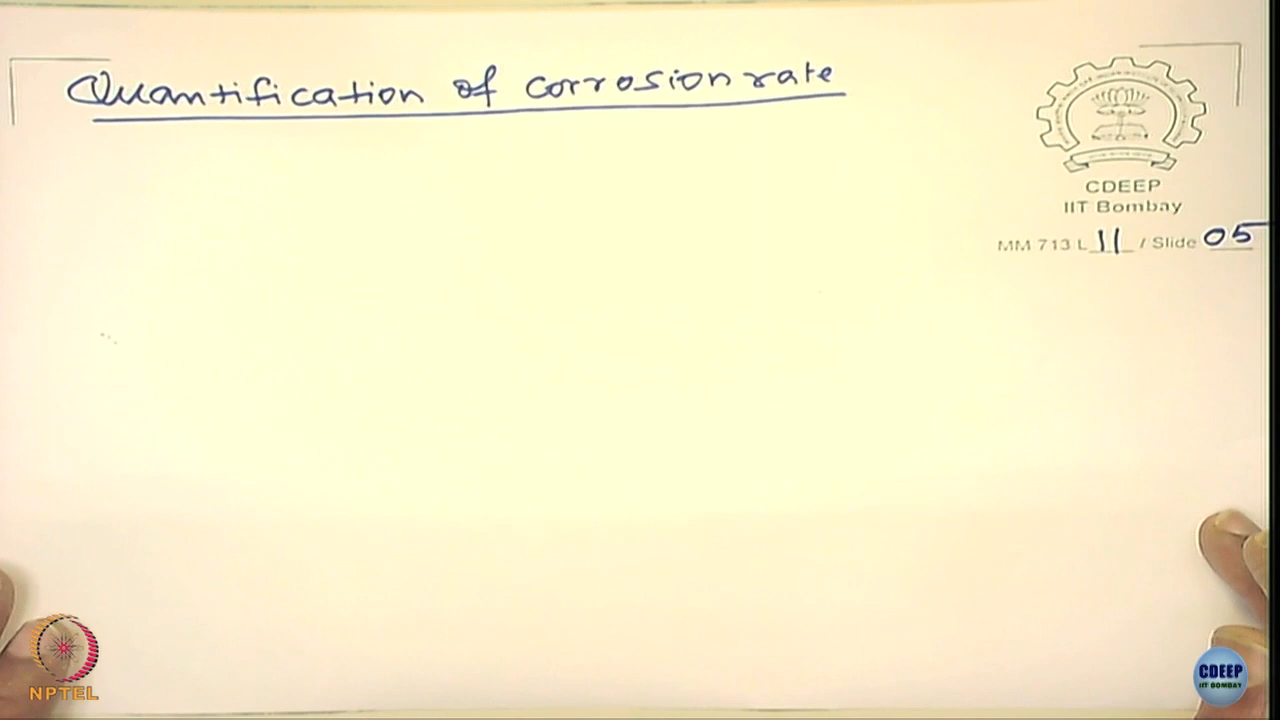 Quantification of corrosion rate
CDEEP
IIT Bombay
MM 713 L 11 / Slide 05
NPTEL
CDEEP
IIT BOMBAY